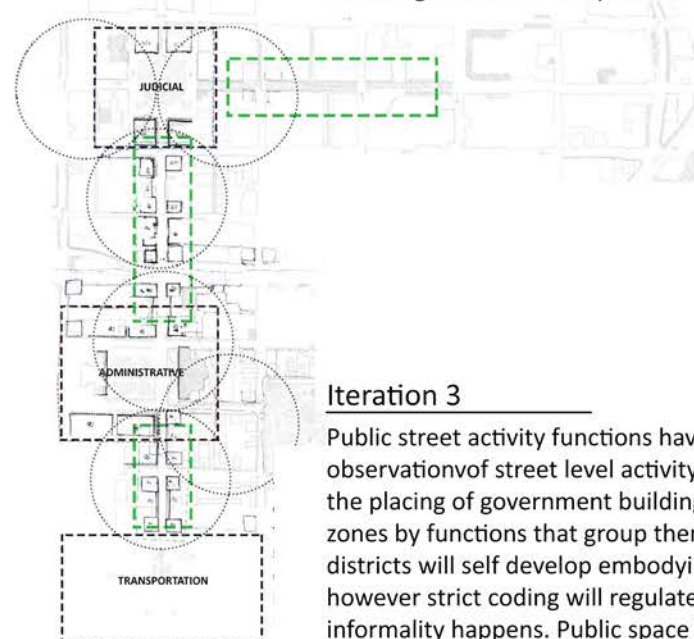 JUDICIAL
ADMINISTRATIVE
Iteration 3
Public street activity functions hav
observationvof street level activity
the placing of government building
zones by functions that group ther
districts will self develop embodyi
however strict coding will regulate
informality happens. Public space
TRANSPORTATION